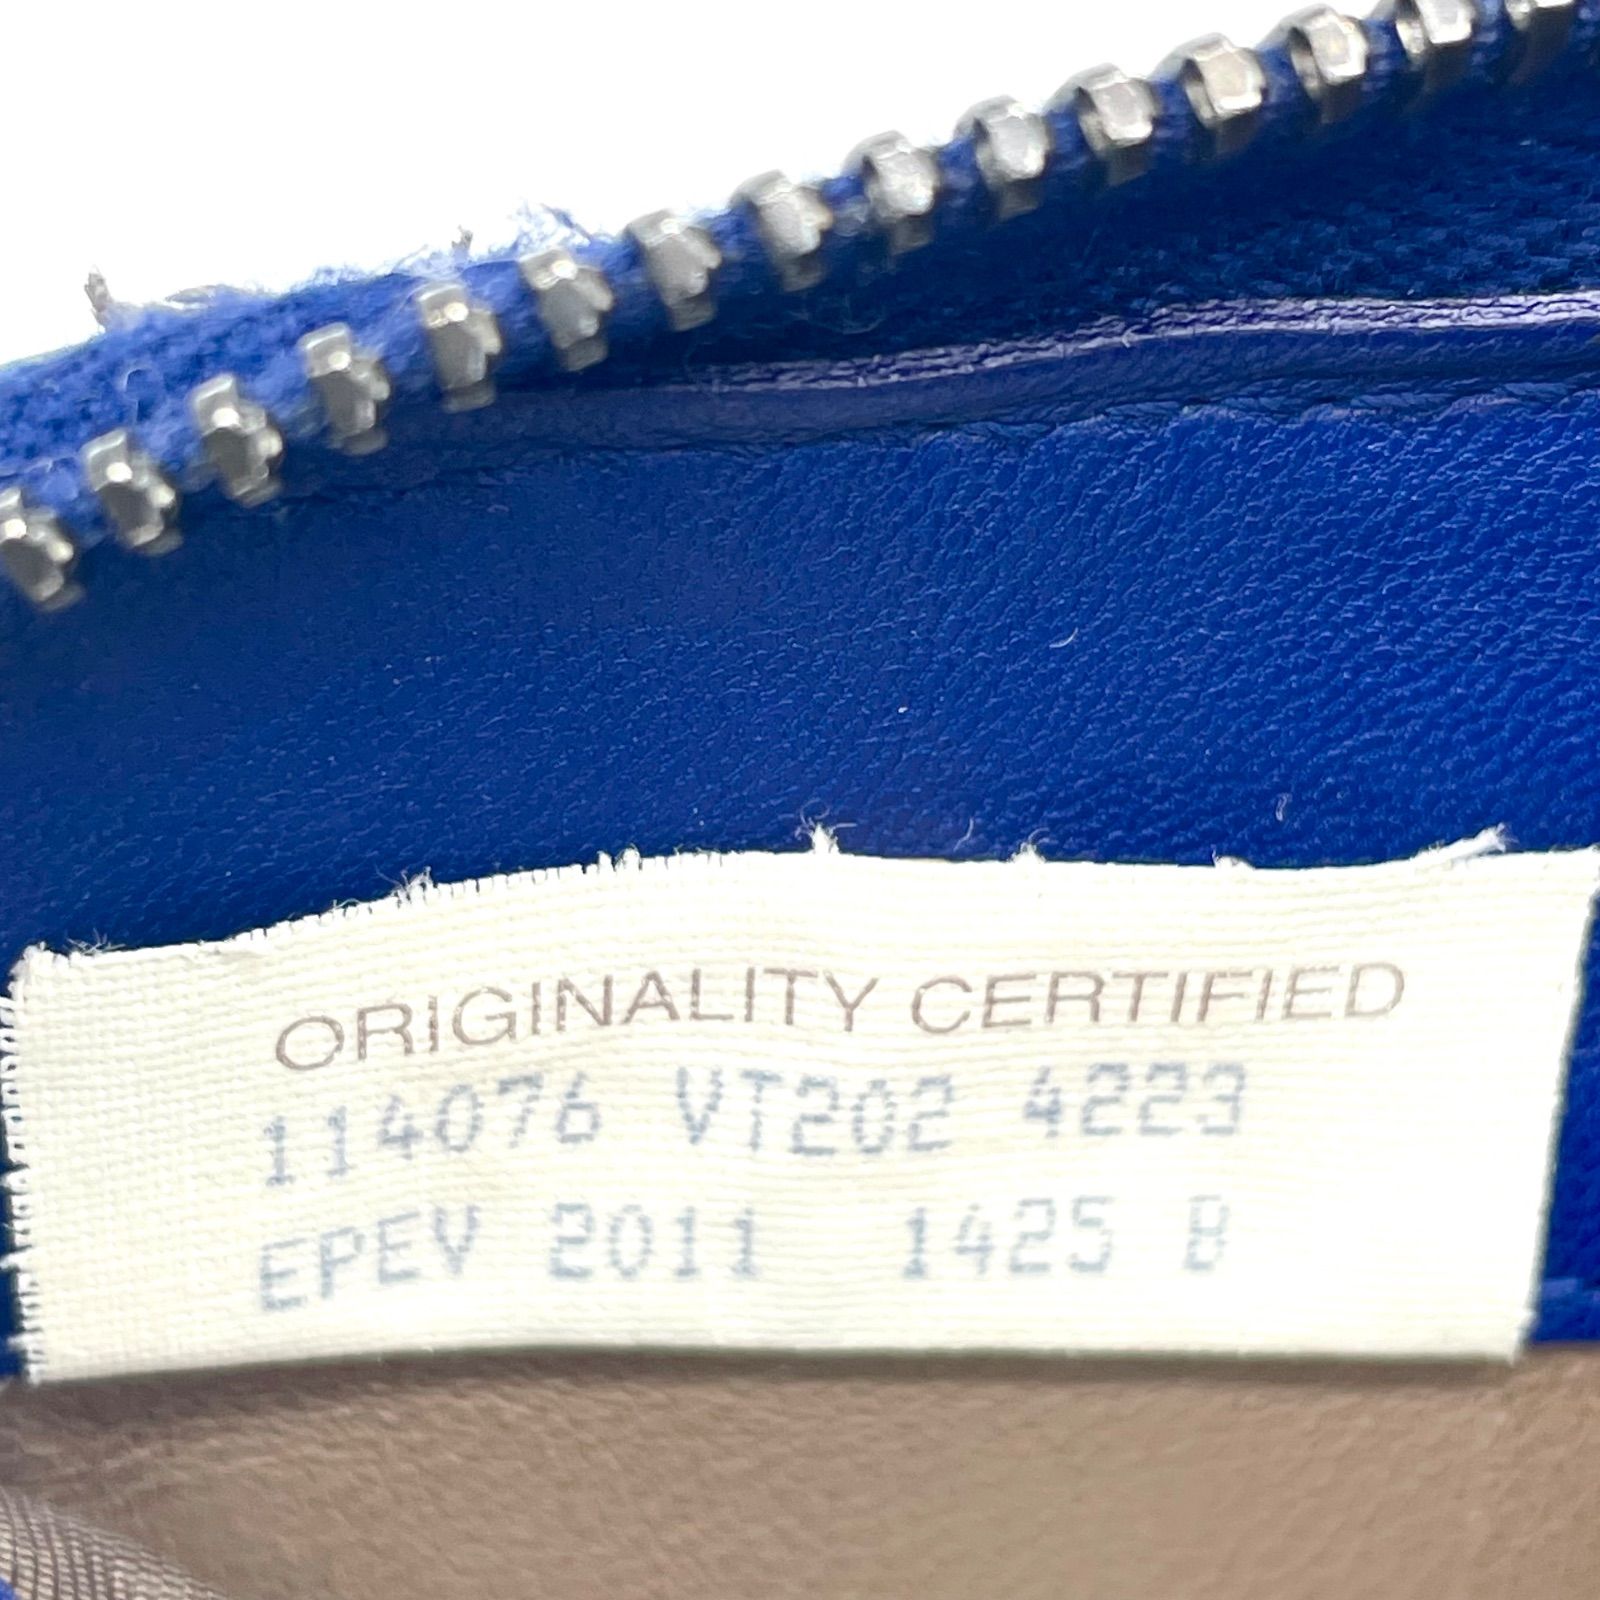 ORIGINALITY CERTIFIED
114076 VT202 4223
EPEV 2011 1425 B